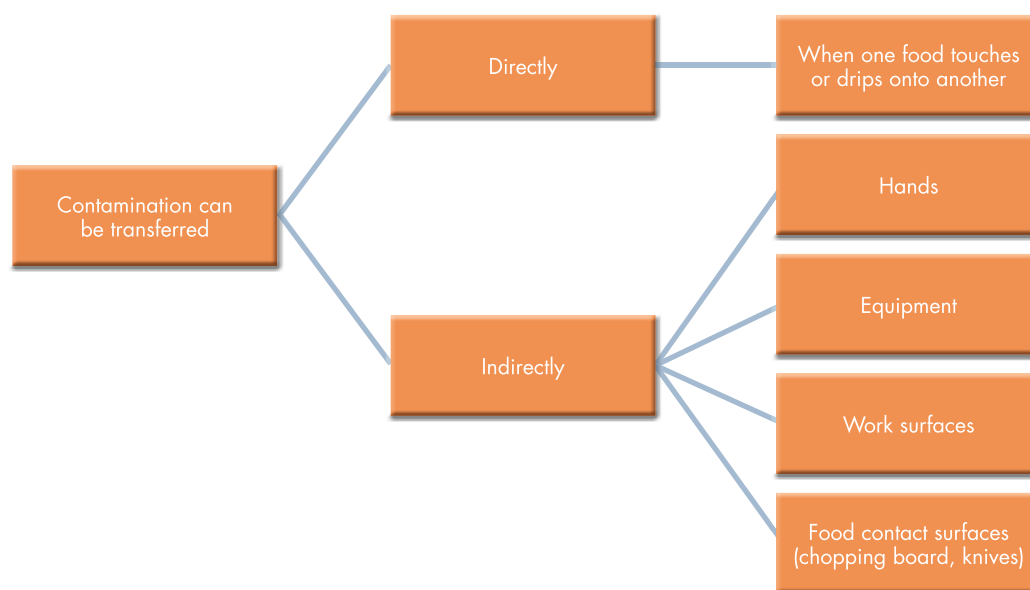 Contamination can
be transferred
Directly
When one food touches
or drips onto another
Indirectly
Hands
Equipment
Work surfaces
Food contact surfaces
(chopping board, knives)